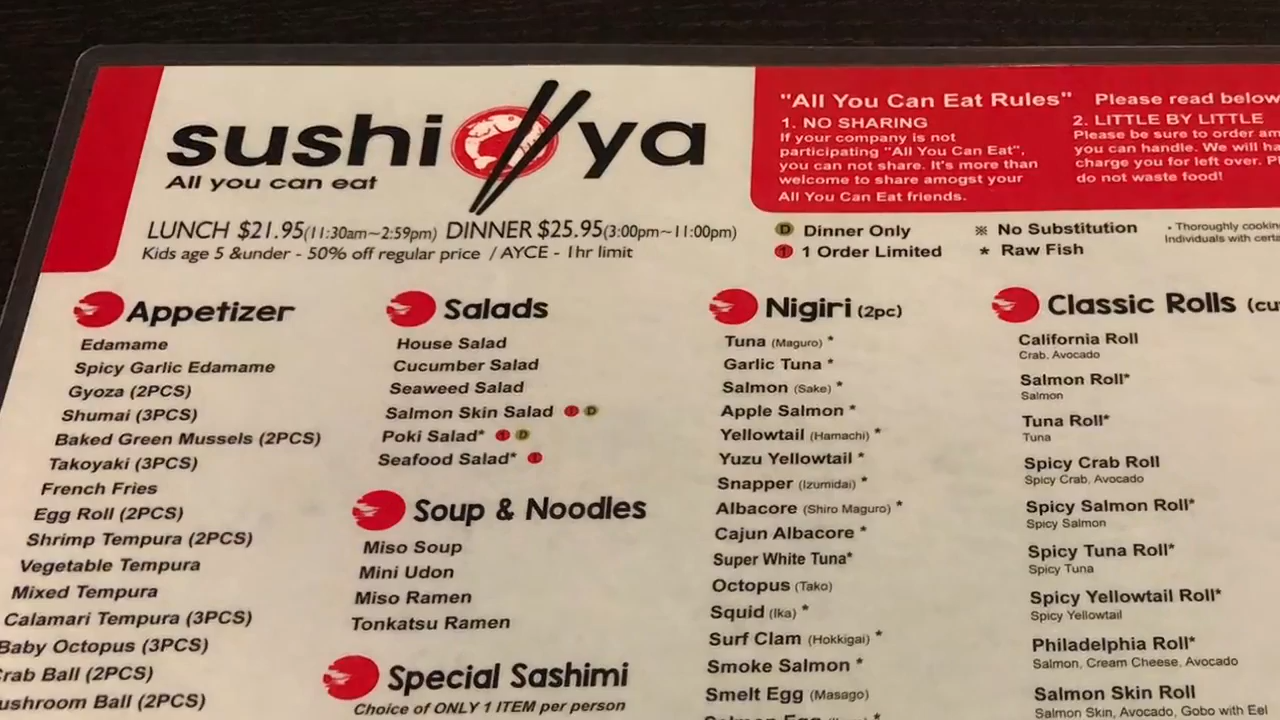 sushi ya
All you can eat
LUNCH $21.95(11:30am~2:59pm) DINNER $25.95(3:00pm~11:00pm)
Kids age 5 &under - 50% off regular price / AYCE - 1hr limit
"All You Can Eat Rules" Please read below
1. NO SHARING
If your company is not
participating "All You Can Eat",
you can not share. It's more than
welcome to share amogst your
All You Can Eat friends.
2. LITTLE BY LITTLE
Please be sure to order
you can handle. We will
charge you for left over.
do not waste food!
D Dinner Only
1 1 Order Limited
※ No Substitution
* Raw Fish
• Thoroughly
Individuals with
Appetizer
Edamame
Spicy Garlic Edamame
Gyoza (2PCS)
Shumai (3PCS)
Baked Green Mussels (2PCS)
Takoyaki (3PCS)
French Fries
Egg Roll (2PCS)
Shrimp Tempura (2PCS)
Vegetable Tempura
Mixed Tempura
Calamari Tempura (3PCS)
Baby Octopus (3PCS)
Ball (2PCS)
Ball (2PCS)
Salads
House Salad
Cucumber Salad
Seaweed Salad
Salmon Skin Salad 1 D
Poki Salad* 1 D
Seafood Salad* 1
Soup & Noodles
Miso Soup
Mini Udon
Miso Ramen
Tonkatsu Ramen
Special Sashimi
Choice of ONLY 1 ITEM per person
Nigiri (2pc)
Tuna (Maguro) *
Garlic Tuna *
Salmon (Sake) *
Apple Salmon *
Yellowtail (Hamachi) *
Yuzu Yellowtail *
Snapper (Izumidai) *
Albacore (Shiro Maguro) *
Cajun Albacore *
Super White Tuna*
Octopus (Tako)
Squid (Ika) *
Surf Clam (Hokkigai) *
Smoke Salmon *
Smelt Egg (Masago)
Salmon Egg
Classic Rolls
California Roll
Crab, Avocado
Salmon Roll*
Salmon
Tuna Roll*
Tuna
Spicy Crab Roll
Spicy Crab, Avocado
Spicy Salmon Roll*
Spicy Salmon
Spicy Tuna Roll*
Spicy Tuna
Spicy Yellowtail Roll*
Spicy Yellowtail
Philadelphia Roll*
Salmon, Cream Cheese, Avocado
Salmon Skin Roll
Salmon Skin, Avocado, Gobo with Eel